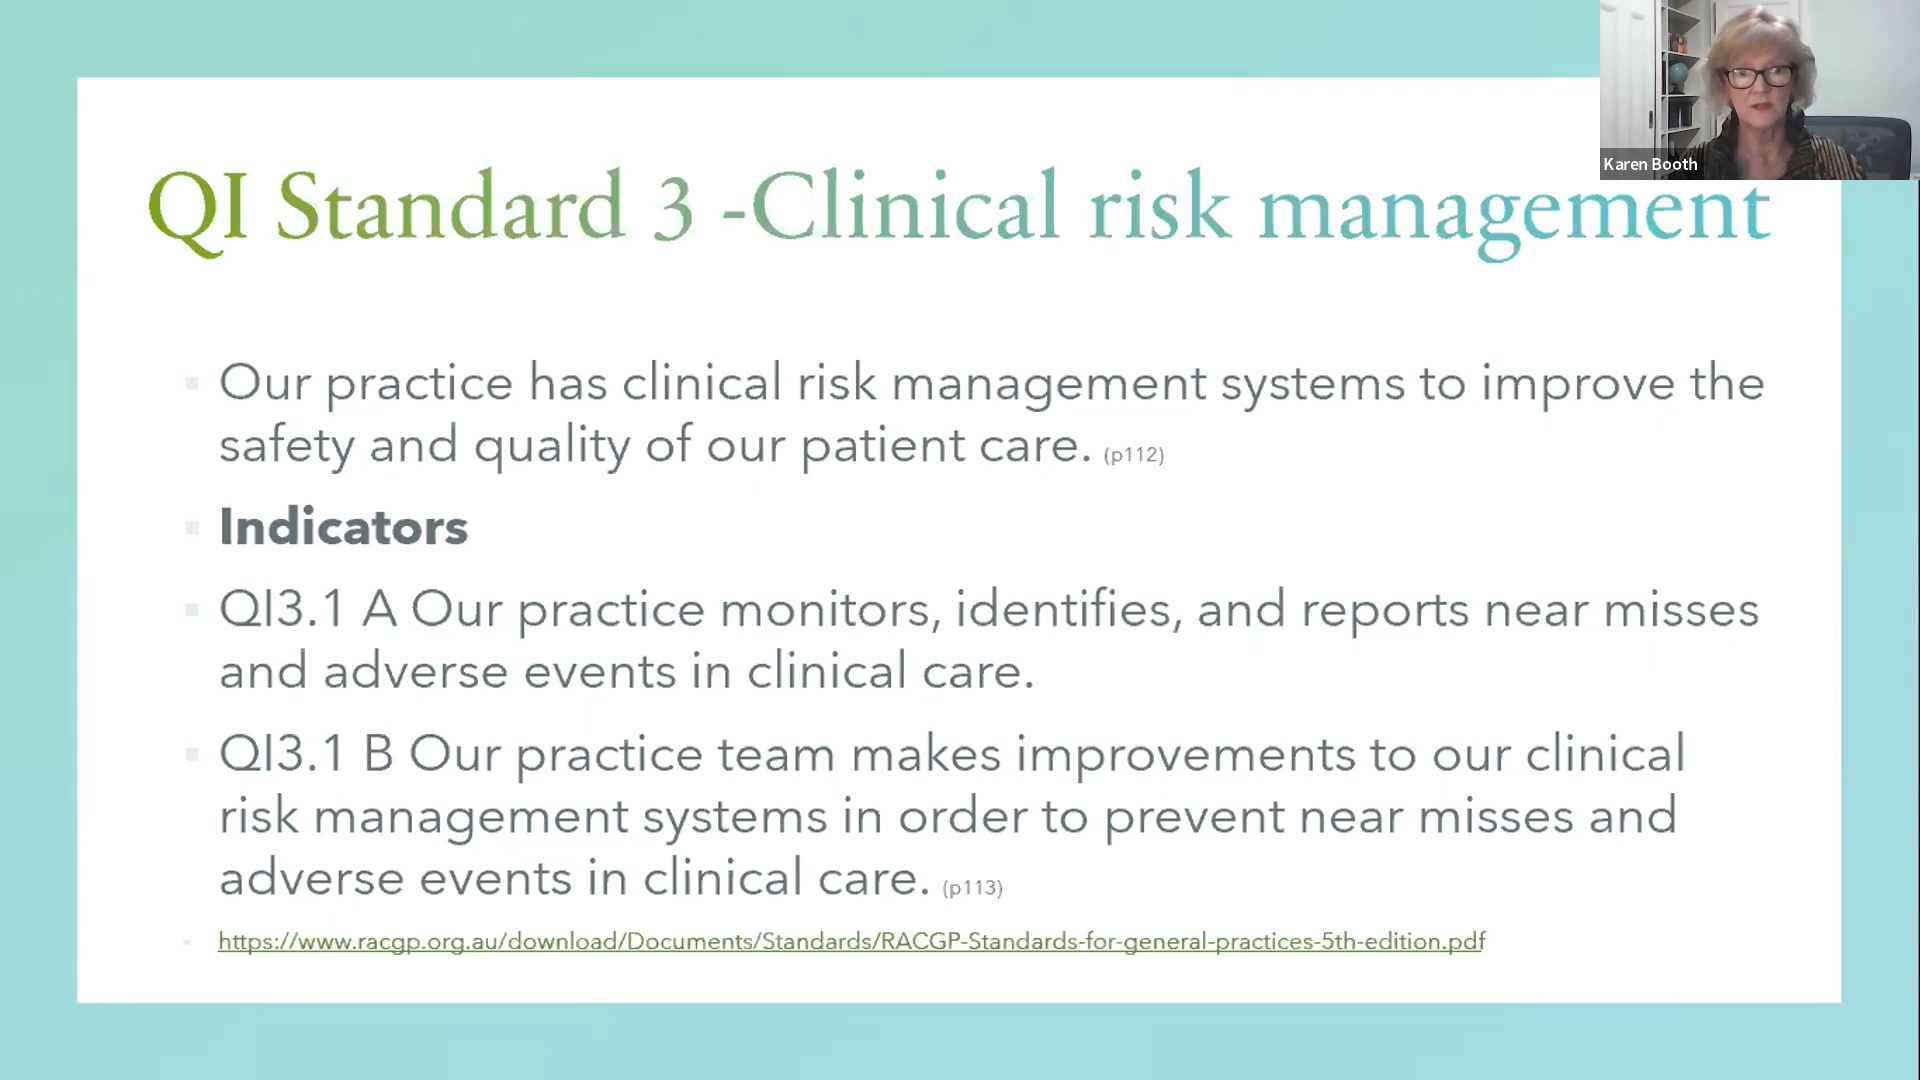 Karen Booth
QI Standard 3 -Clinical risk management
Our practice has clinical risk management systems to improve the
safety and quality of our patient care. (p112)
Indicators
QI3.1 A Our practice monitors, identifies, and reports near misses
and adverse events in clinical care.
QI3.1 B Our practice team makes improvements to our clinical
risk management systems in order to prevent near misses and
adverse events in clinical care. (p113)
https://www.racgp.org.au/download/Documents/Standards/RACGP-Standards-for-general-practices-5th-edition.pdf